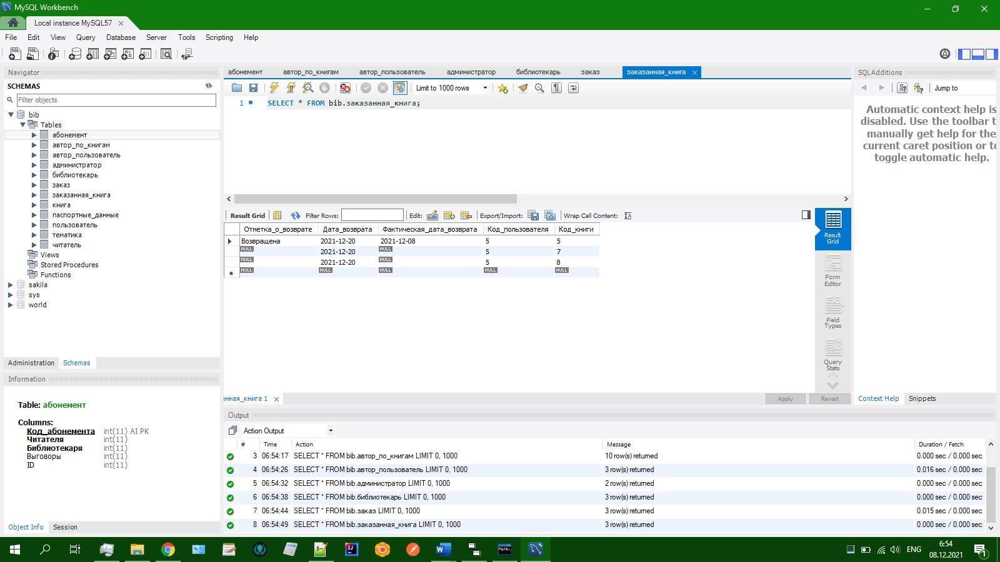 MySQL Workbench
Local instance MySQL57
File Edit View Query Database Server Tools Scripting Help
Navigator
SCHEMAS
Filter objects
bib
Tables
абонемент
автор_по_книгам
автор_пользователь
администратор
библиотекарь
заказ
заказанная_книга
книга
паспортные_данные
пользователь
тематика
читатель
Views
Stored Procedures
Functions
sakila
sys
world
Administration Schemas
Information
Table: абонемент
Columns:
Код_абонемента int(11) AI PK
Читателя int(11)
Библиотекаря int(11)
Выговоры int(11)
ID int(11)
Object Info Session
абонемент автор_по_книгам автор_пользователь администратор библиотекарь заказ заказанная_книга
Limit to 1000 rows
1 SELECT * FROM bib.заказанная_книга;
Result Grid Filter Rows: Edit: Export/Import: Wrap Cell Content:
Отметка_о_возврате Дата_возврата Фактическая_дата_возврата Код_пользователя Код_книги
Возвращена 2021-12-20 2021-12-08 5 5
NULL 2021-12-20 NULL 5 7
NULL 2021-12-20 NULL 5 8
NULL NULL NULL NULL NULL
Result Grid
Form Editor
Field Types
Query Stats
нная_книга 1
Apply Revert
SQLAdditions
Jump to
Automatic context help is
disabled. Use the toolbar t
manually get help for the
current caret position or to
toggle automatic help.
Context Help Snippets
Output
Action Output
# Time Action Message Duration / Fetch
3 06:54:17 SELECT * FROM bib.автор_по_книгам LIMIT 0, 1000 10 row(s) returned 0.000 sec / 0.000 sec
4 06:54:26 SELECT * FROM bib.автор_пользователь LIMIT 0, 1000 3 row(s) returned 0.016 sec / 0.000 sec
5 06:54:32 SELECT * FROM bib.администратор LIMIT 0, 1000 2 row(s) returned 0.000 sec / 0.000 sec
6 06:54:38 SELECT * FROM bib.библиотекарь LIMIT 0, 1000 3 row(s) returned 0.000 sec / 0.000 sec
7 06:54:44 SELECT * FROM bib.заказ LIMIT 0, 1000 3 row(s) returned 0.015 sec / 0.000 sec
8 06:54:49 SELECT * FROM bib.заказанная_книга LIMIT 0, 1000 3 row(s) returned 0.000 sec / 0.000 sec
ENG
6:54
08.12.2021
1